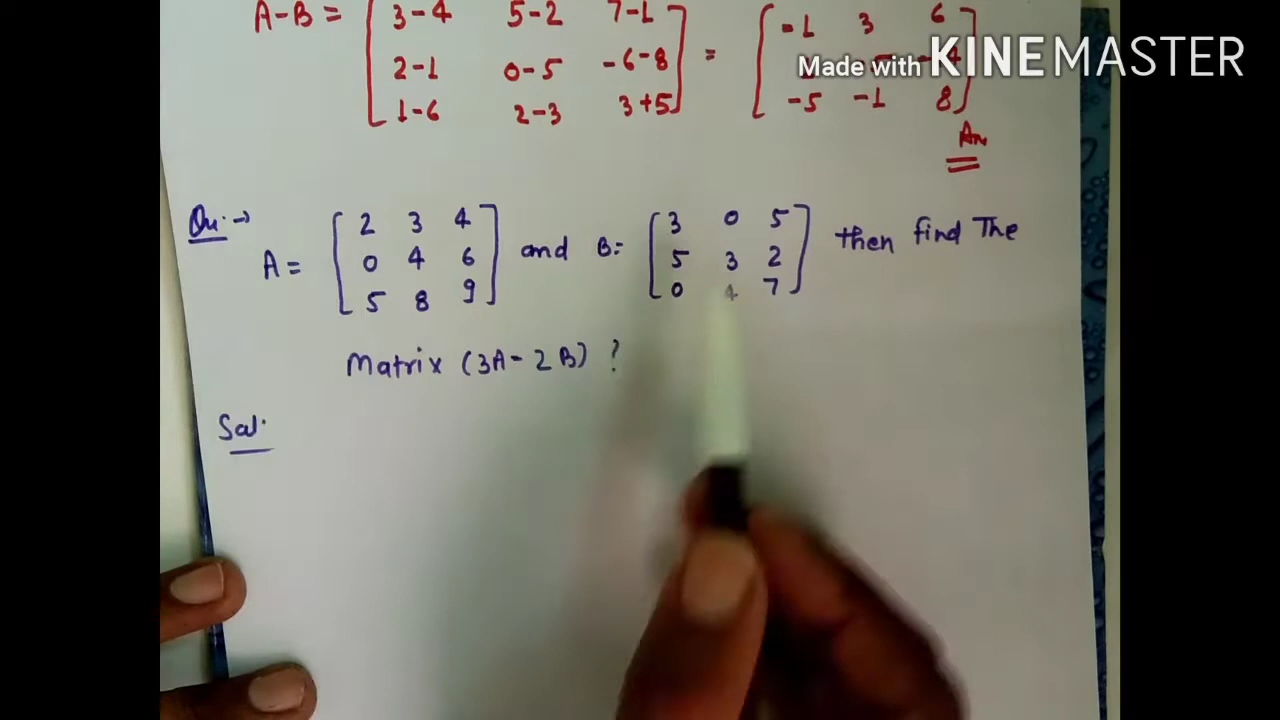 A-B = [ 3-4 5-2 7-1 ] = [ -1 3 6 ]
2-1 0-5 -6-8
1-6 2-3 3+5 -5 -1 8
Ans
Made with KINEMASTER
Qu.→
A = [ 2 3 4 ] and B = [ 3 0 5 ] then find The
0 4 6 5 3 2
5 8 9 0 4 7
Matrix (3A - 2B) ?
Sol.